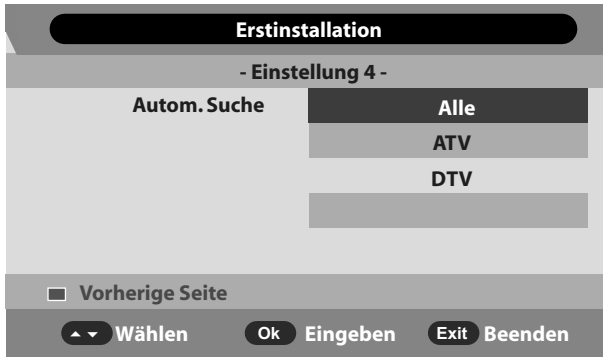 Erstinstallation
- Einstellung 4 -
Autom. Suche Alle
ATV
DTV
Vorherige Seite
Wählen Ok Eingeben Exit Beenden